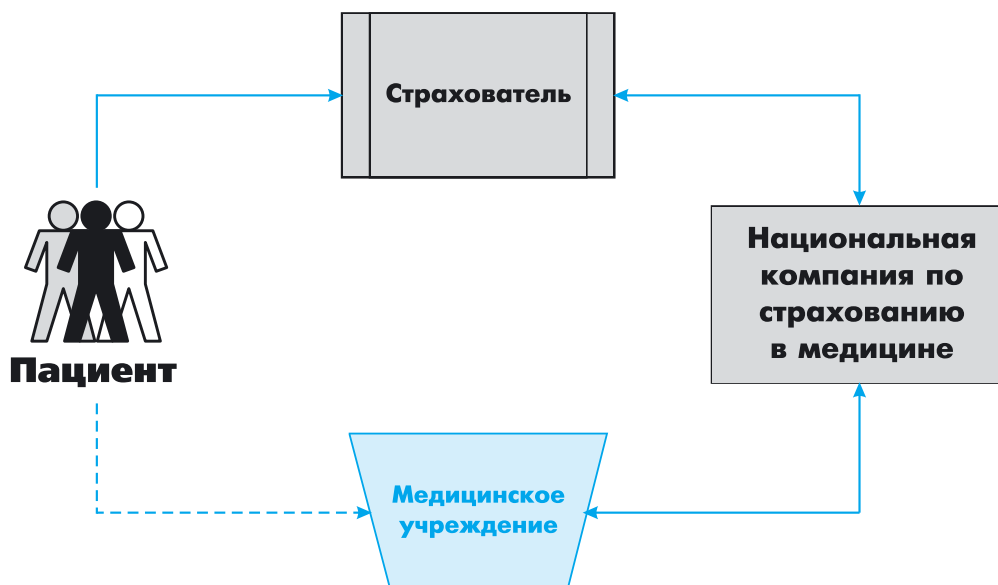 Страхователь
Национальная
компания по
страхованию
в медицине
Пациент
Медицинское
учреждение